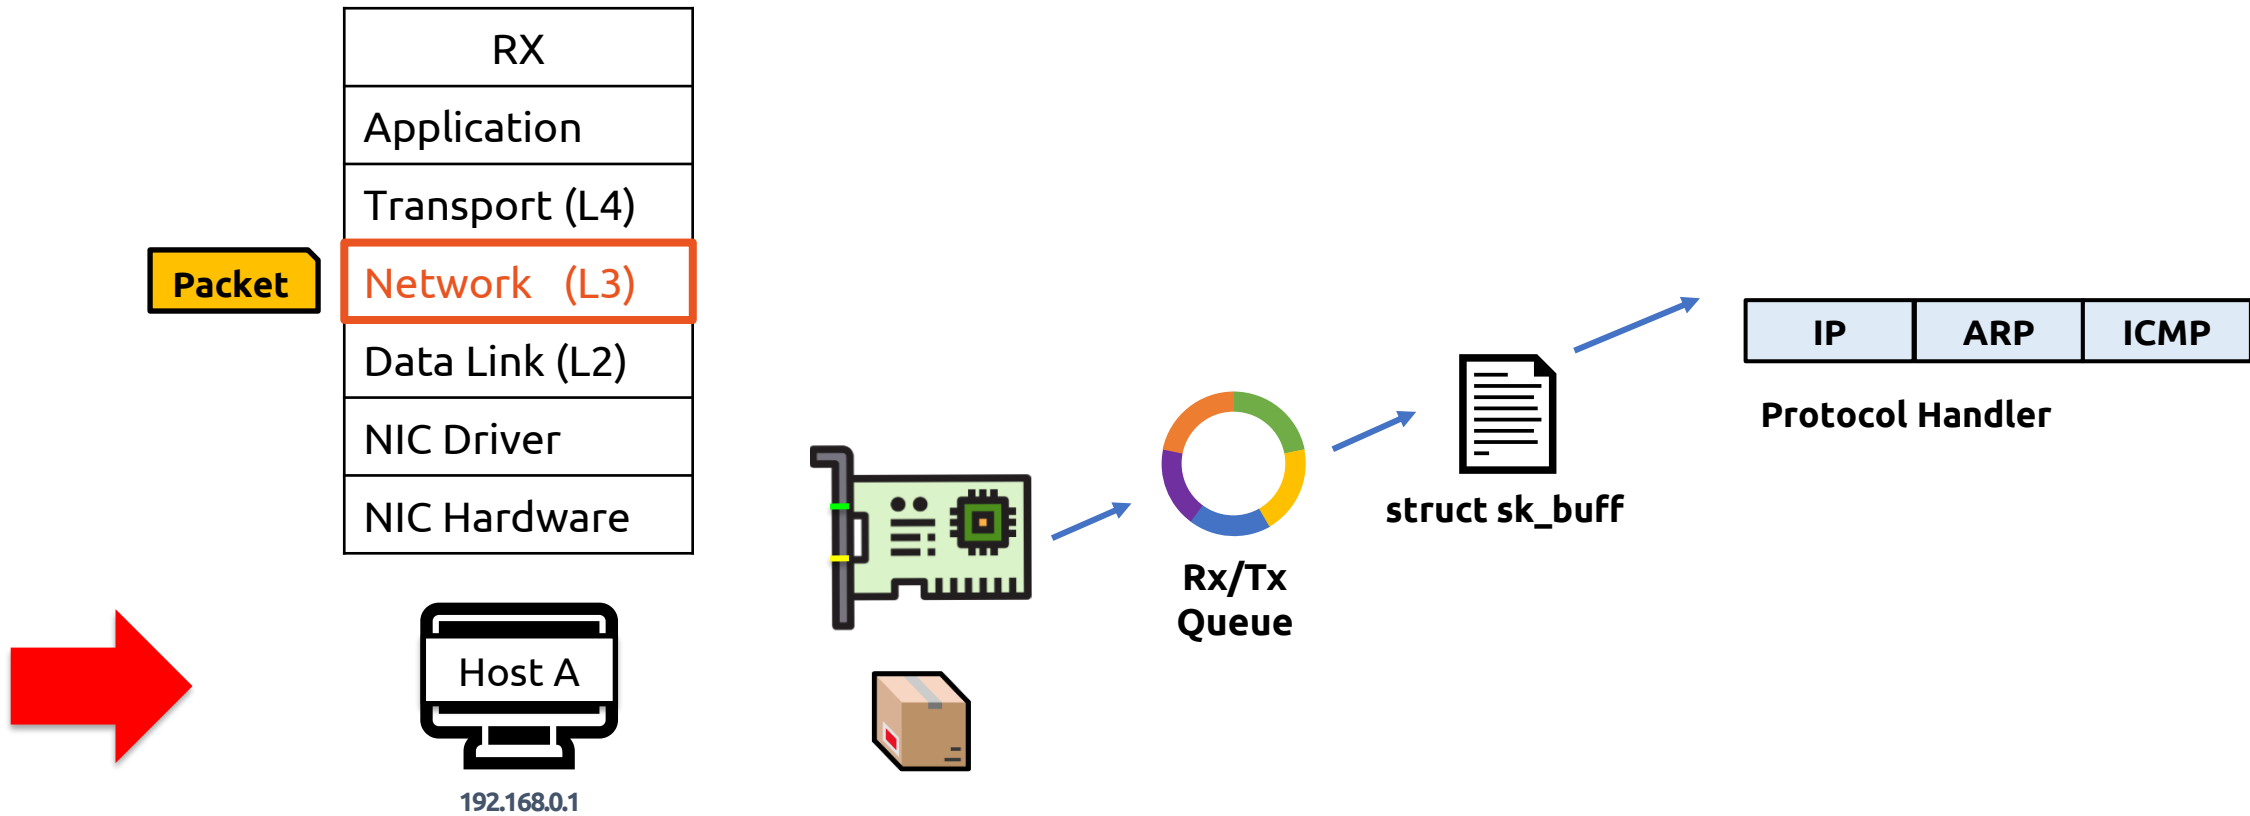 RX
Application
Transport (L4)
Packet
Network (L3)
Data Link (L2)
NIC Driver
NIC Hardware
Host A
192.168.0.1
Rx/Tx
Queue
struct sk_buff
IP ARP ICMP
Protocol Handler